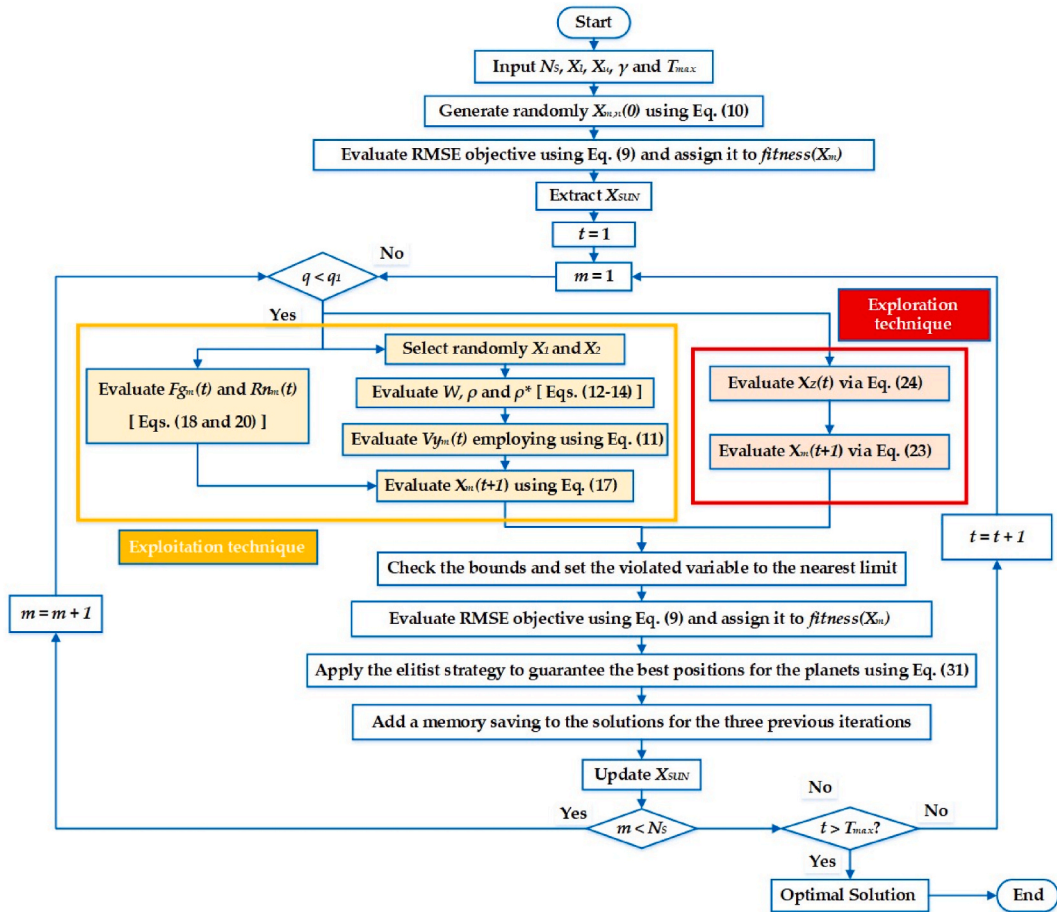 Start
Input NS, X1, Xu, γ and Tmax
Generate randomly Xm,n(0) using Eq. (10)
Evaluate RMSE objective using Eq. (9) and assign it to fitness(Xm)
Extract XSUN
t = 1
No
q < q1
m = 1
Yes
Exploration
technique
Select randomly X1 and X2
Evaluate Fgm(t) and Rnm(t)
[ Eqs. (18 and 20) ]
Evaluate W, ρ and ρ* [ Eqs. (12-14) ]
Evaluate Vym(t) employing using Eq. (11)
Evaluate Xm(t+1) using Eq. (17)
Evaluate XZ(t) via Eq. (24)
Evaluate Xm(t+1) via Eq. (23)
Exploitation technique
t = t + 1
Check the bounds and set the violated variable to the nearest limit
m = m + 1
Evaluate RMSE objective using Eq. (9) and assign it to fitness(Xm)
Apply the elitist strategy to guarantee the best positions for the planets using Eq. (31)
Add a memory saving to the solutions for the three previous iterations
Update XSUN
No
Yes
m < NS
t > Tmax?
No
Yes
Optimal Solution
End